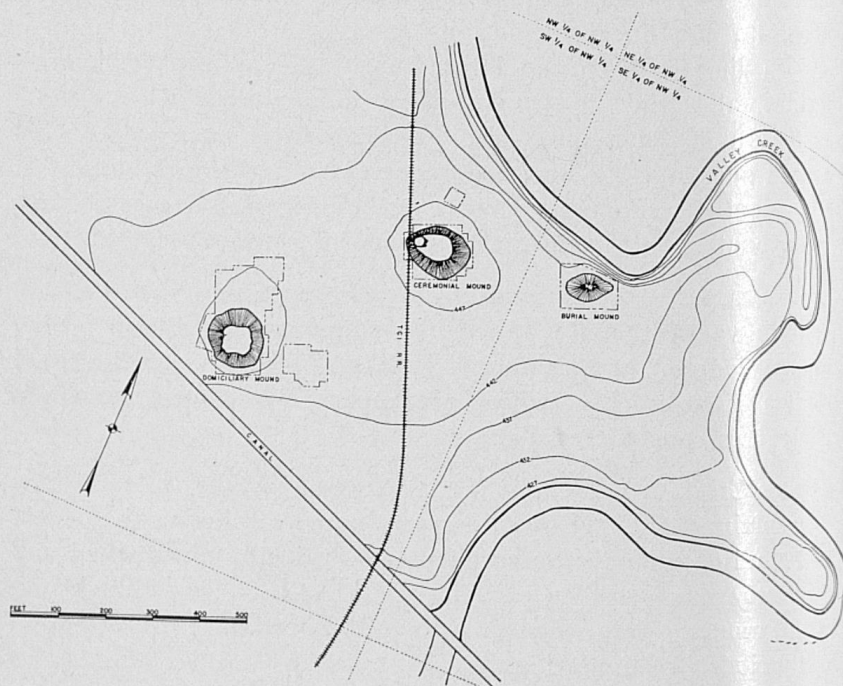 NW ¼ OF NW ¼ NE ¼ OF NW ¼
SW ¼ OF NW ¼ SE ¼ OF NW ¼
VALLEY CREEK
CEREMONIAL MOUND
BURIAL MOUND
TCI RR.
DOMICILIARY MOUND
CANAL
432
427
FEET 100 200 300 400 500